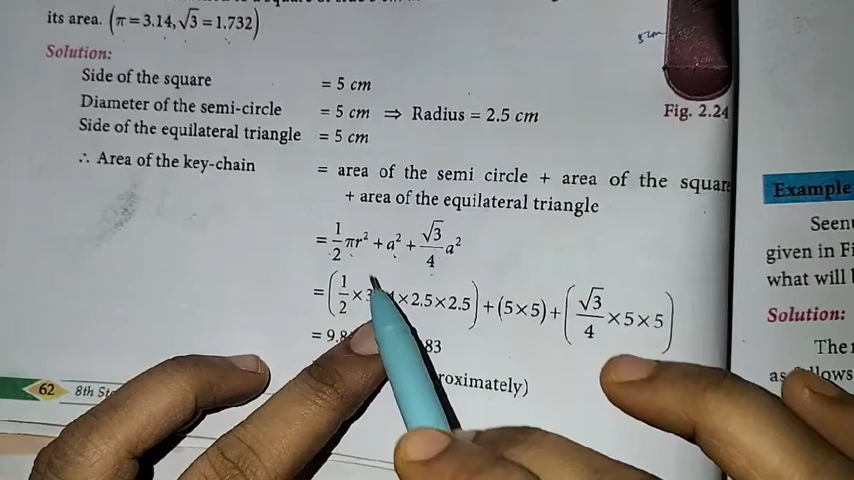 its area. (π = 3.14, √3 = 1.732)
Solution:
Side of the square = 5 cm
Diameter of the semi-circle = 5 cm ⇒ Radius = 2.5 cm
Side of the equilateral triangle = 5 cm
∴ Area of the key-chain = area of the semi circle + area of the square
+ area of the equilateral triangle
= 1/2 πr² + a² + √3/4 a²
= (1/2 × 3. 4 × 2.5 × 2.5) + (5 × 5) + (√3/4 × 5 × 5)
= 9.8 83
roximately)
62 8th St
5cm
Fig. 2.24
Example
Seen
given in Fi
what will
Solution:
The
as follows